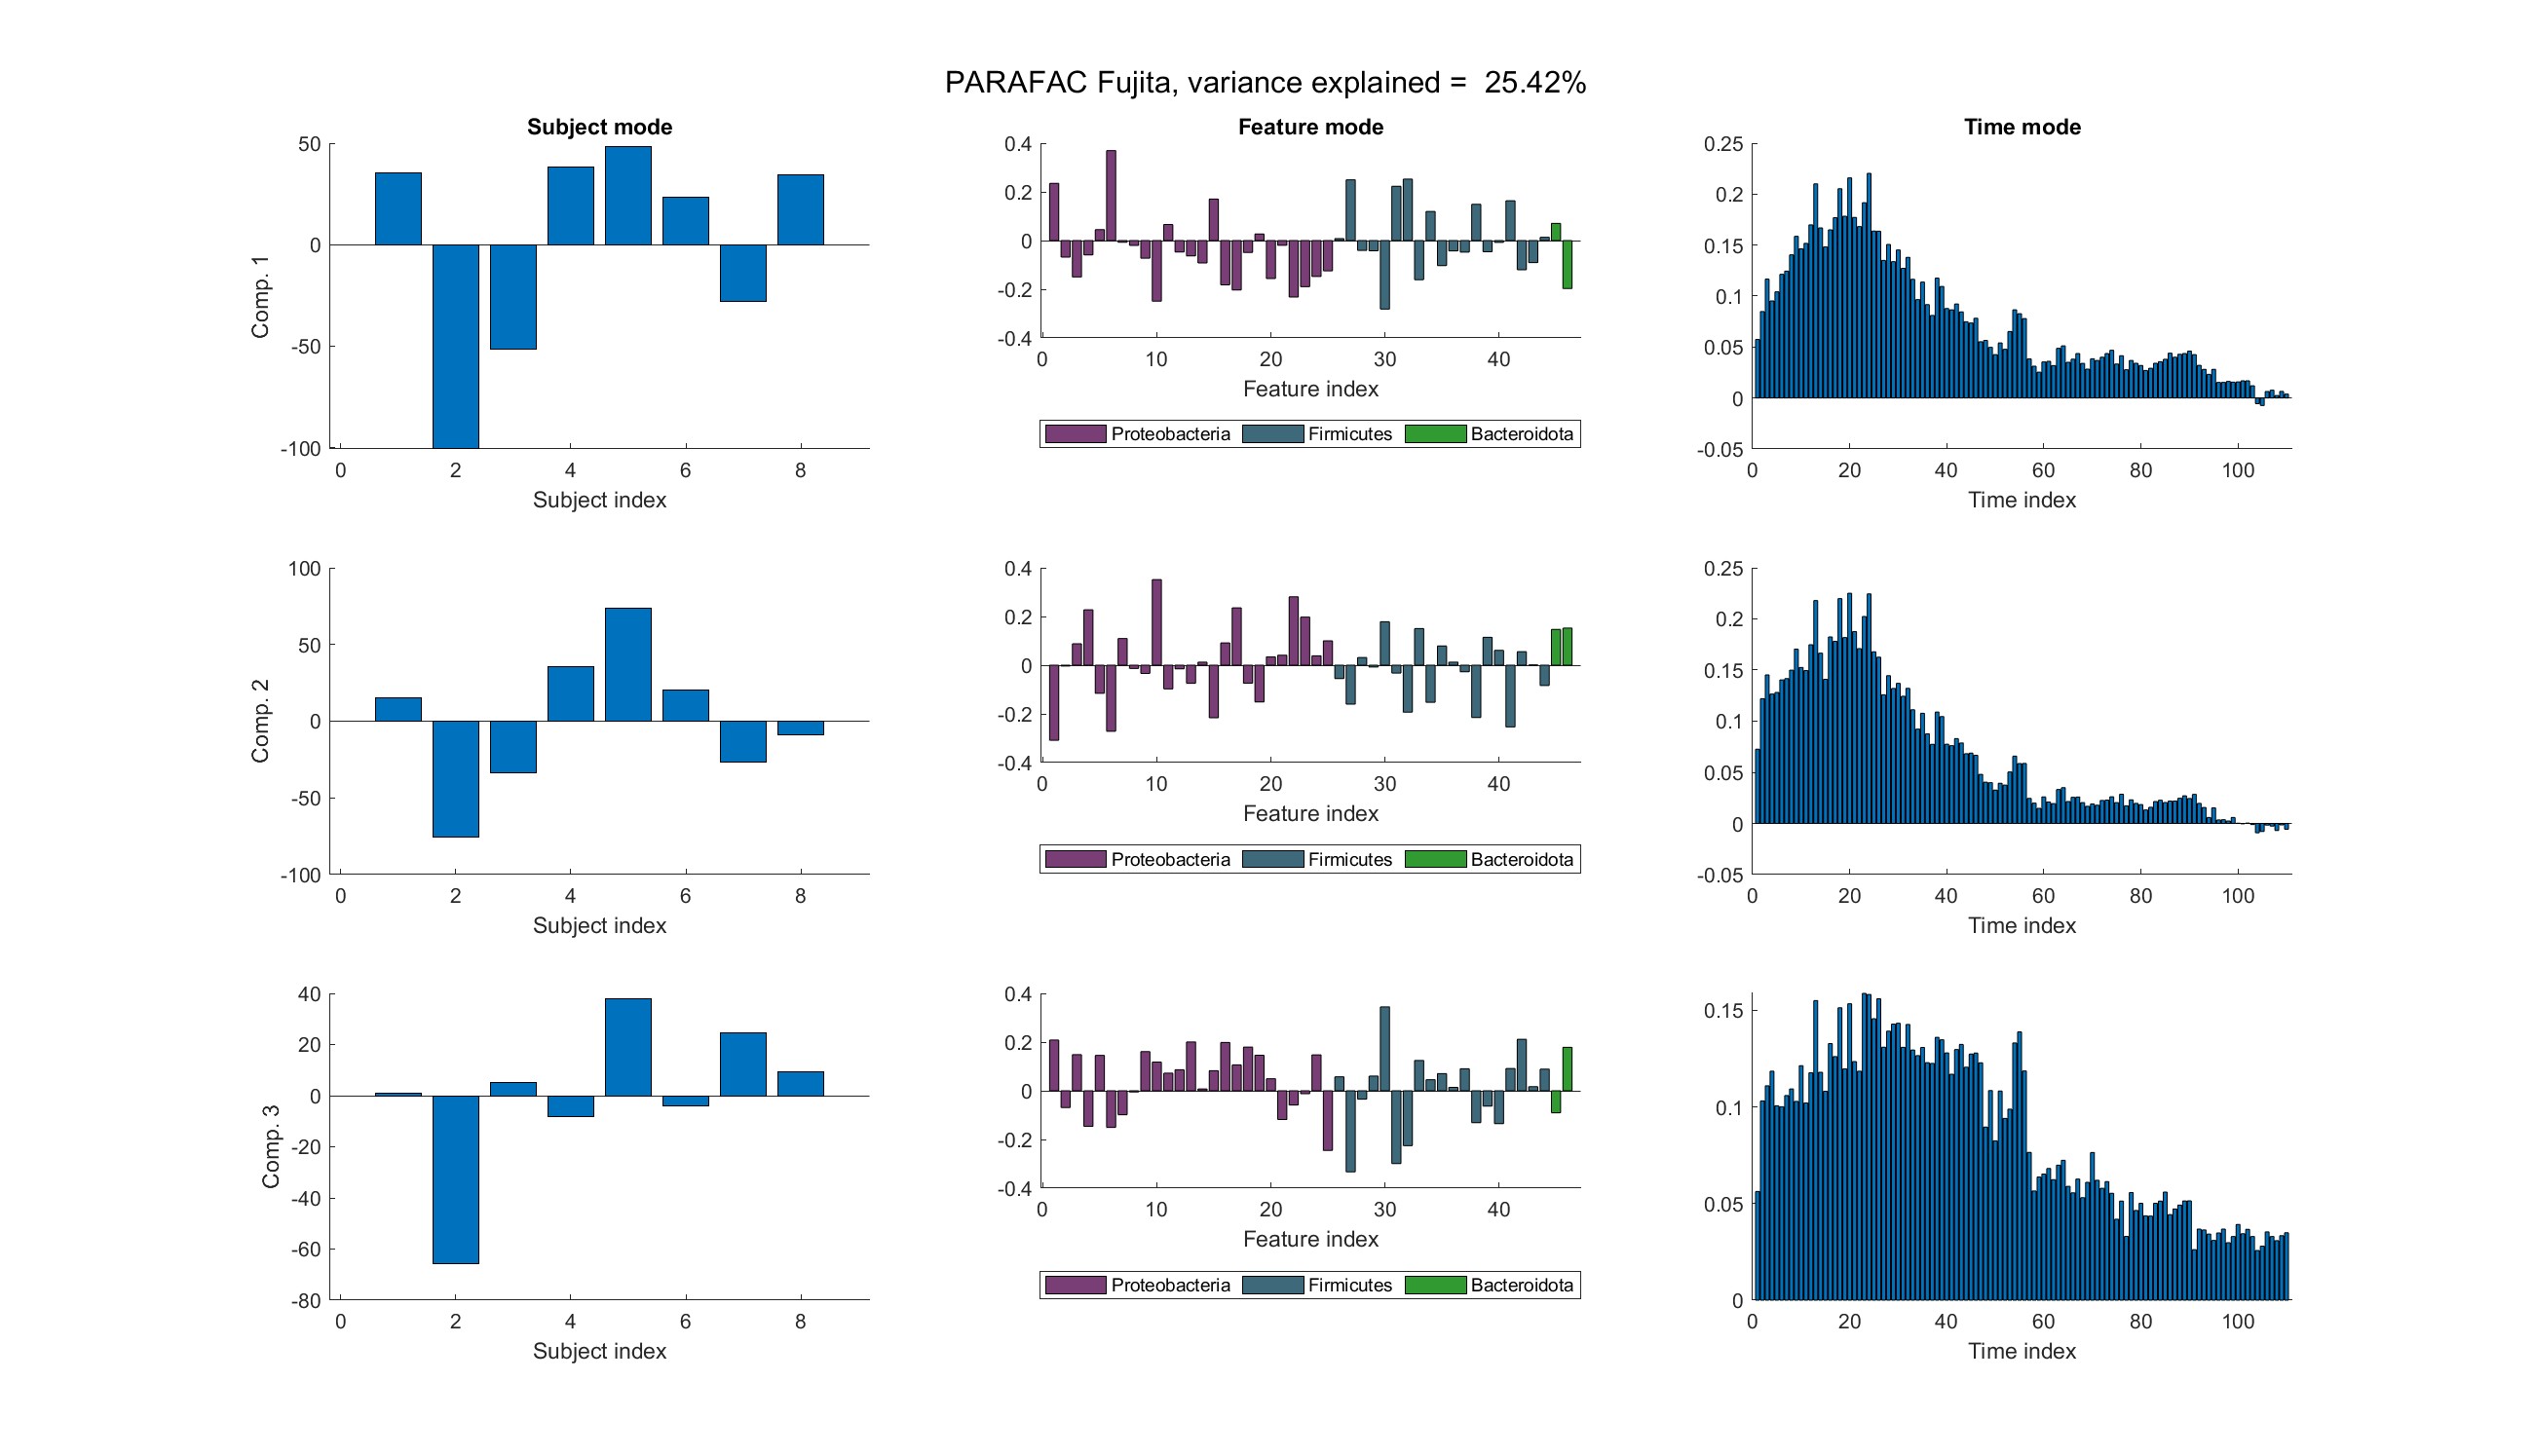 PARAFAC Fujita, variance explained = 25.42%
Subject mode
50
0
-50
-100
Comp. 1
0 2 4 6 8
Subject index
Feature mode
0.4
0.2
0
-0.2
-0.4
0 10 20 30 40
Feature index
Proteobacteria Firmicutes Bacteroidota
Time mode
0.25
0.2
0.15
0.1
0.05
0
-0.05
0 20 40 60 80 100
Time index
100
50
0
-50
-100
Comp. 2
0 2 4 6 8
Subject index
0.4
0.2
0
-0.2
-0.4
0 10 20 30 40
Feature index
Proteobacteria Firmicutes Bacteroidota
0.25
0.2
0.15
0.1
0.05
0
-0.05
0 20 40 60 80 100
Time index
40
20
0
-20
-40
-60
-80
Comp. 3
0 2 4 6 8
Subject index
0.4
0.2
0
-0.2
-0.4
0 10 20 30 40
Feature index
Proteobacteria Firmicutes Bacteroidota
0.15
0.1
0.05
0
0 20 40 60 80 100
Time index